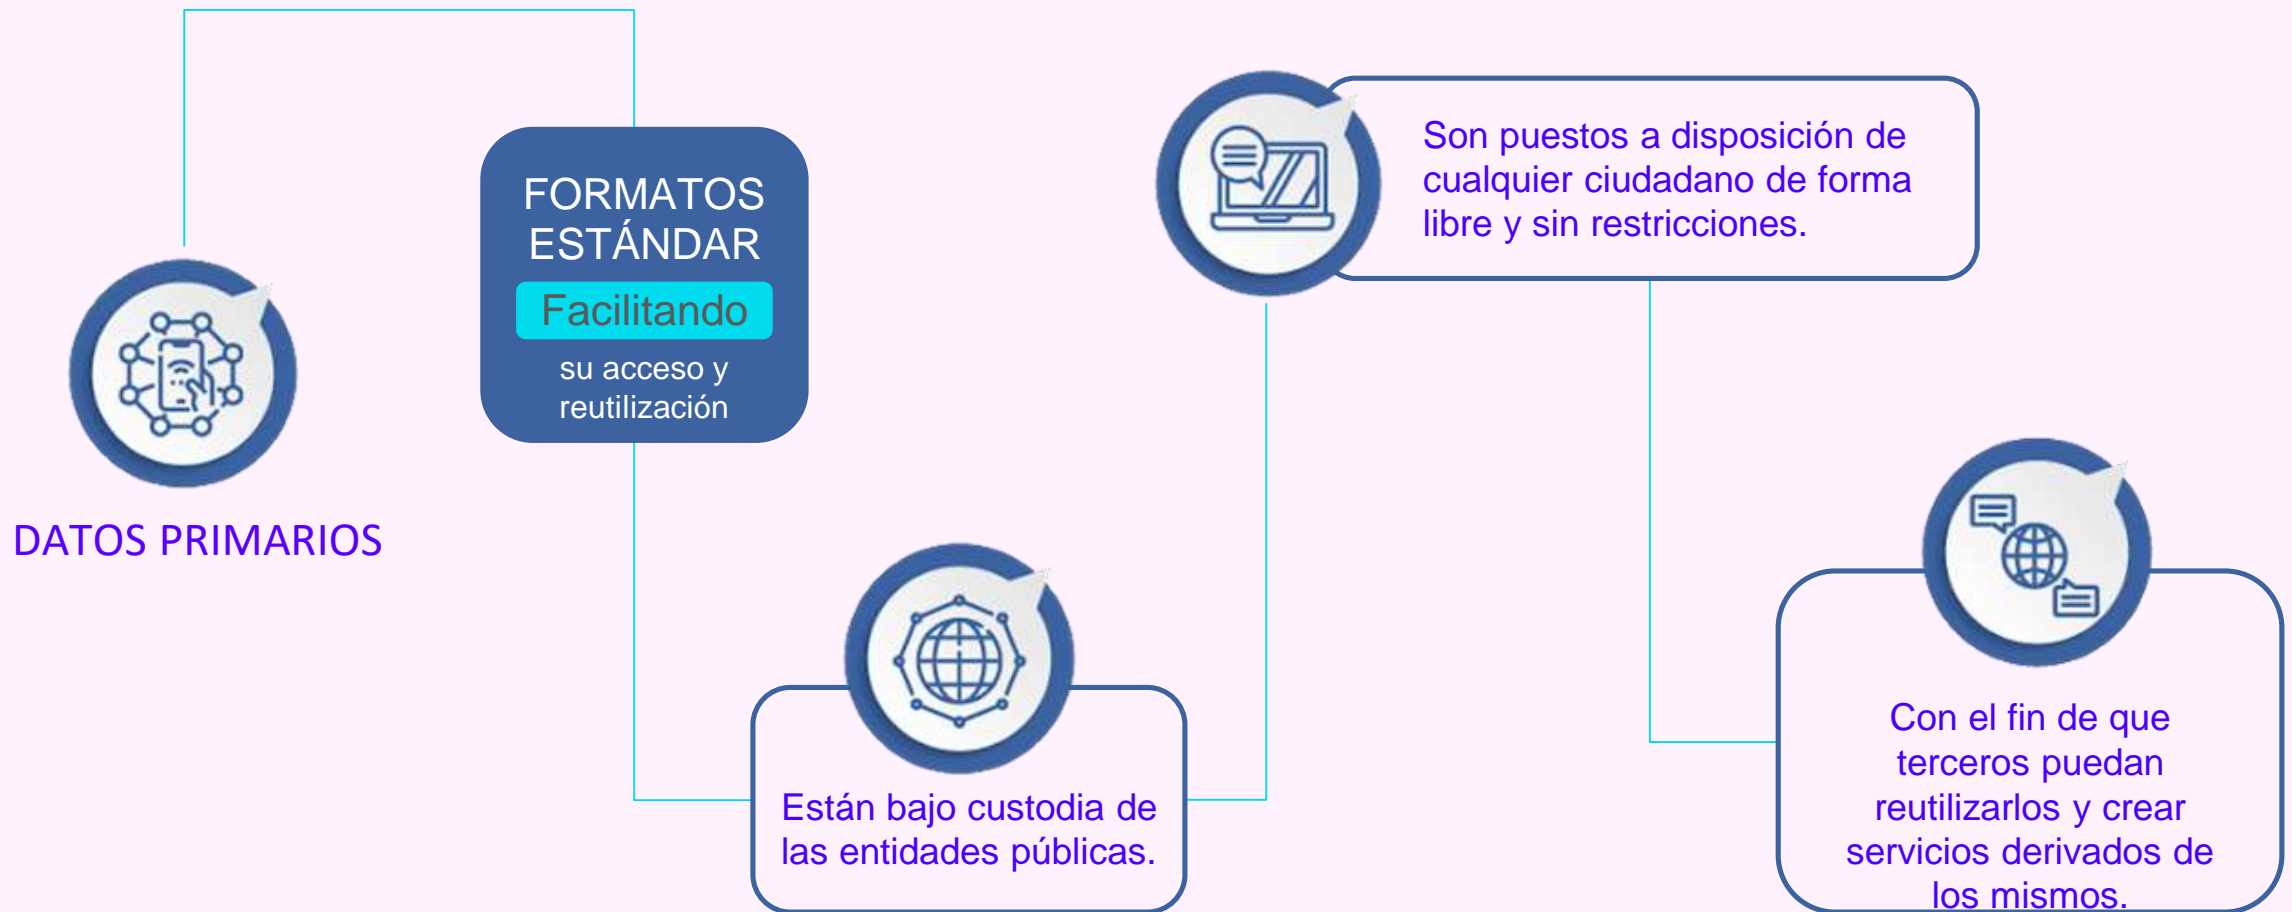 DATOS PRIMARIOS
FORMATOS
ESTÁNDAR
Facilitando
su acceso y
reutilización
Están bajo custodia de
las entidades públicas.
Son puestos a disposición de
cualquier ciudadano de forma
libre y sin restricciones.
Con el fin de que
terceros puedan
reutilizarlos y crear
servicios derivados de
los mismos.